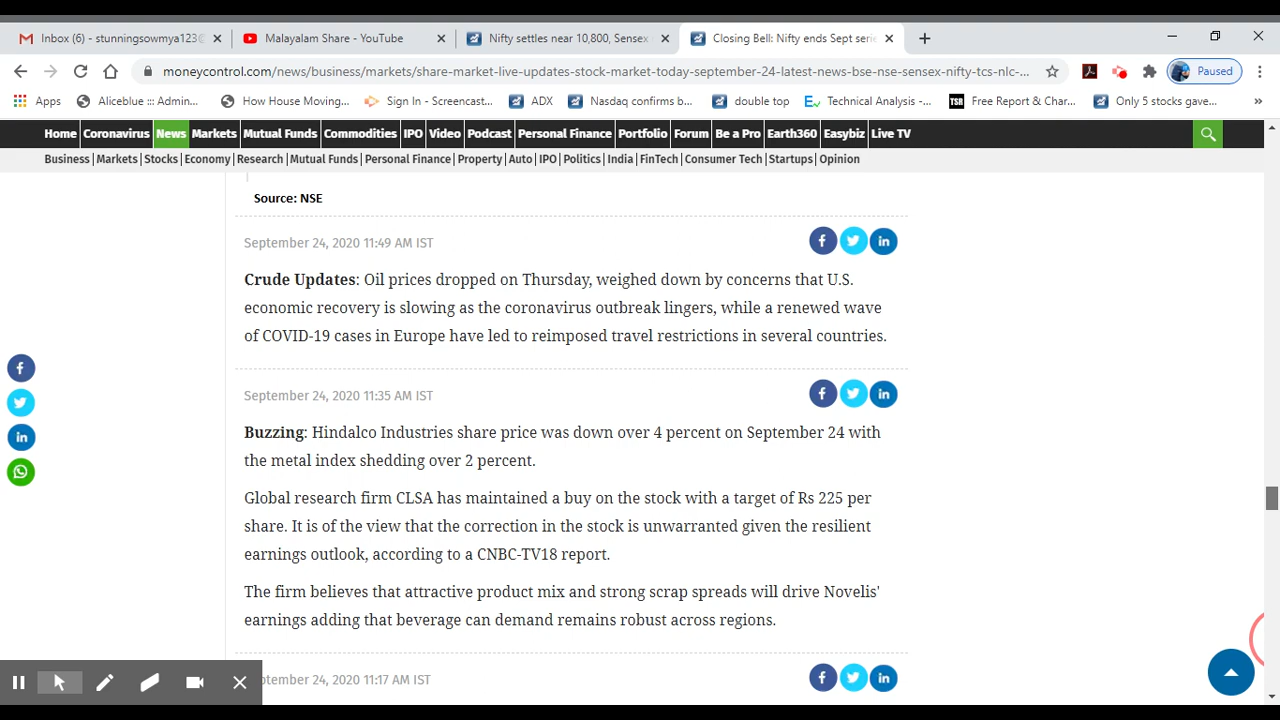 Inbox (6) - stunningsowmya123
Malayalam Share - YouTube
Nifty settles near 10,800, Sensex
Closing Bell: Nifty ends Sept seri
moneycontrol.com/news/business/markets/share-market-live-updates-stock-market-today-september-24-latest-news-bse-nse-sensex-nifty-tcs-nlc-...
Paused
Apps
Aliceblue ::: Admin...
How House Moving...
Sign In - Screencast...
ADX
Nasdaq confirms b...
double top
Technical Analysis -...
TSR
Free Report & Char...
Only 5 stocks gave...
»
Home Coronavirus News Markets Mutual Funds Commodities IPO Video Podcast Personal Finance Portfolio Forum Be a Pro Earth360 Easybiz Live TV
Business | Markets | Stocks | Economy | Research | Mutual Funds | Personal Finance | Property | Auto | IPO | Politics | India | FinTech | Consumer Tech | Startups | Opinion
Source: NSE
September 24, 2020 11:49 AM IST
Crude Updates: Oil prices dropped on Thursday, weighed down by concerns that U.S.
economic recovery is slowing as the coronavirus outbreak lingers, while a renewed wave
of COVID-19 cases in Europe have led to reimposed travel restrictions in several countries.
September 24, 2020 11:35 AM IST
Buzzing: Hindalco Industries share price was down over 4 percent on September 24 with
the metal index shedding over 2 percent.
Global research firm CLSA has maintained a buy on the stock with a target of Rs 225 per
share. It is of the view that the correction in the stock is unwarranted given the resilient
earnings outlook, according to a CNBC-TV18 report.
The firm believes that attractive product mix and strong scrap spreads will drive Novelis'
earnings adding that beverage can demand remains robust across regions.
ptember 24, 2020 11:17 AM IST